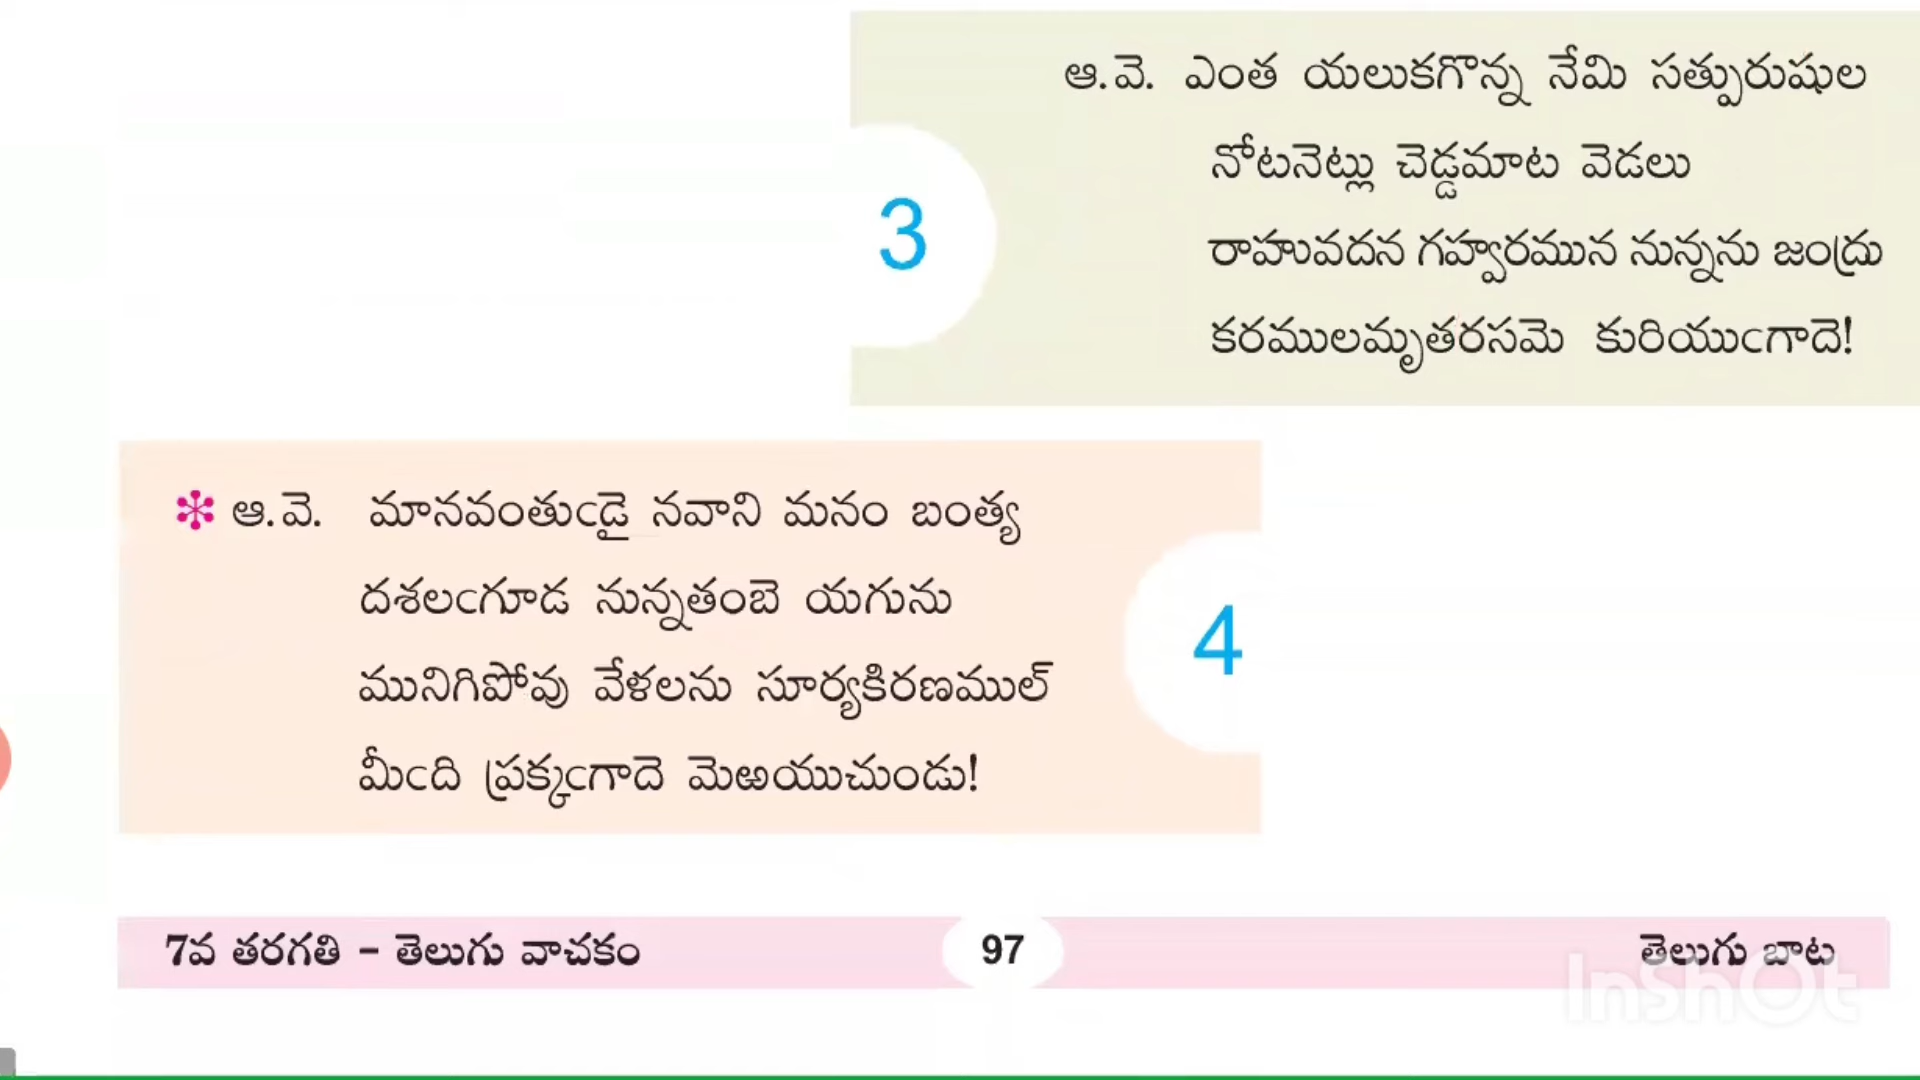 ఆ.వె. ఎంత యలుకగొన్న నేమి సత్పురుషుల
నోటనెట్లు చెడ్డమాట వెడలు
రాహువదన గహ్వరమున నున్నను జంద్రు
కరములమృతరసమె కురియుఁగాదె!
3
* ఆ.వె. మానవంతుఁడై నవాని మనం బంత్య
దశలఁగూడ నున్నతంబె యగును
మునిగిపోవు వేళలను సూర్యకిరణముల్
మీఁది ప్రక్కఁగాదె మెఱయుచుండు!
4
7వ తరగతి - తెలుగు వాచకం 97 తెలుగు బాట
InShOt